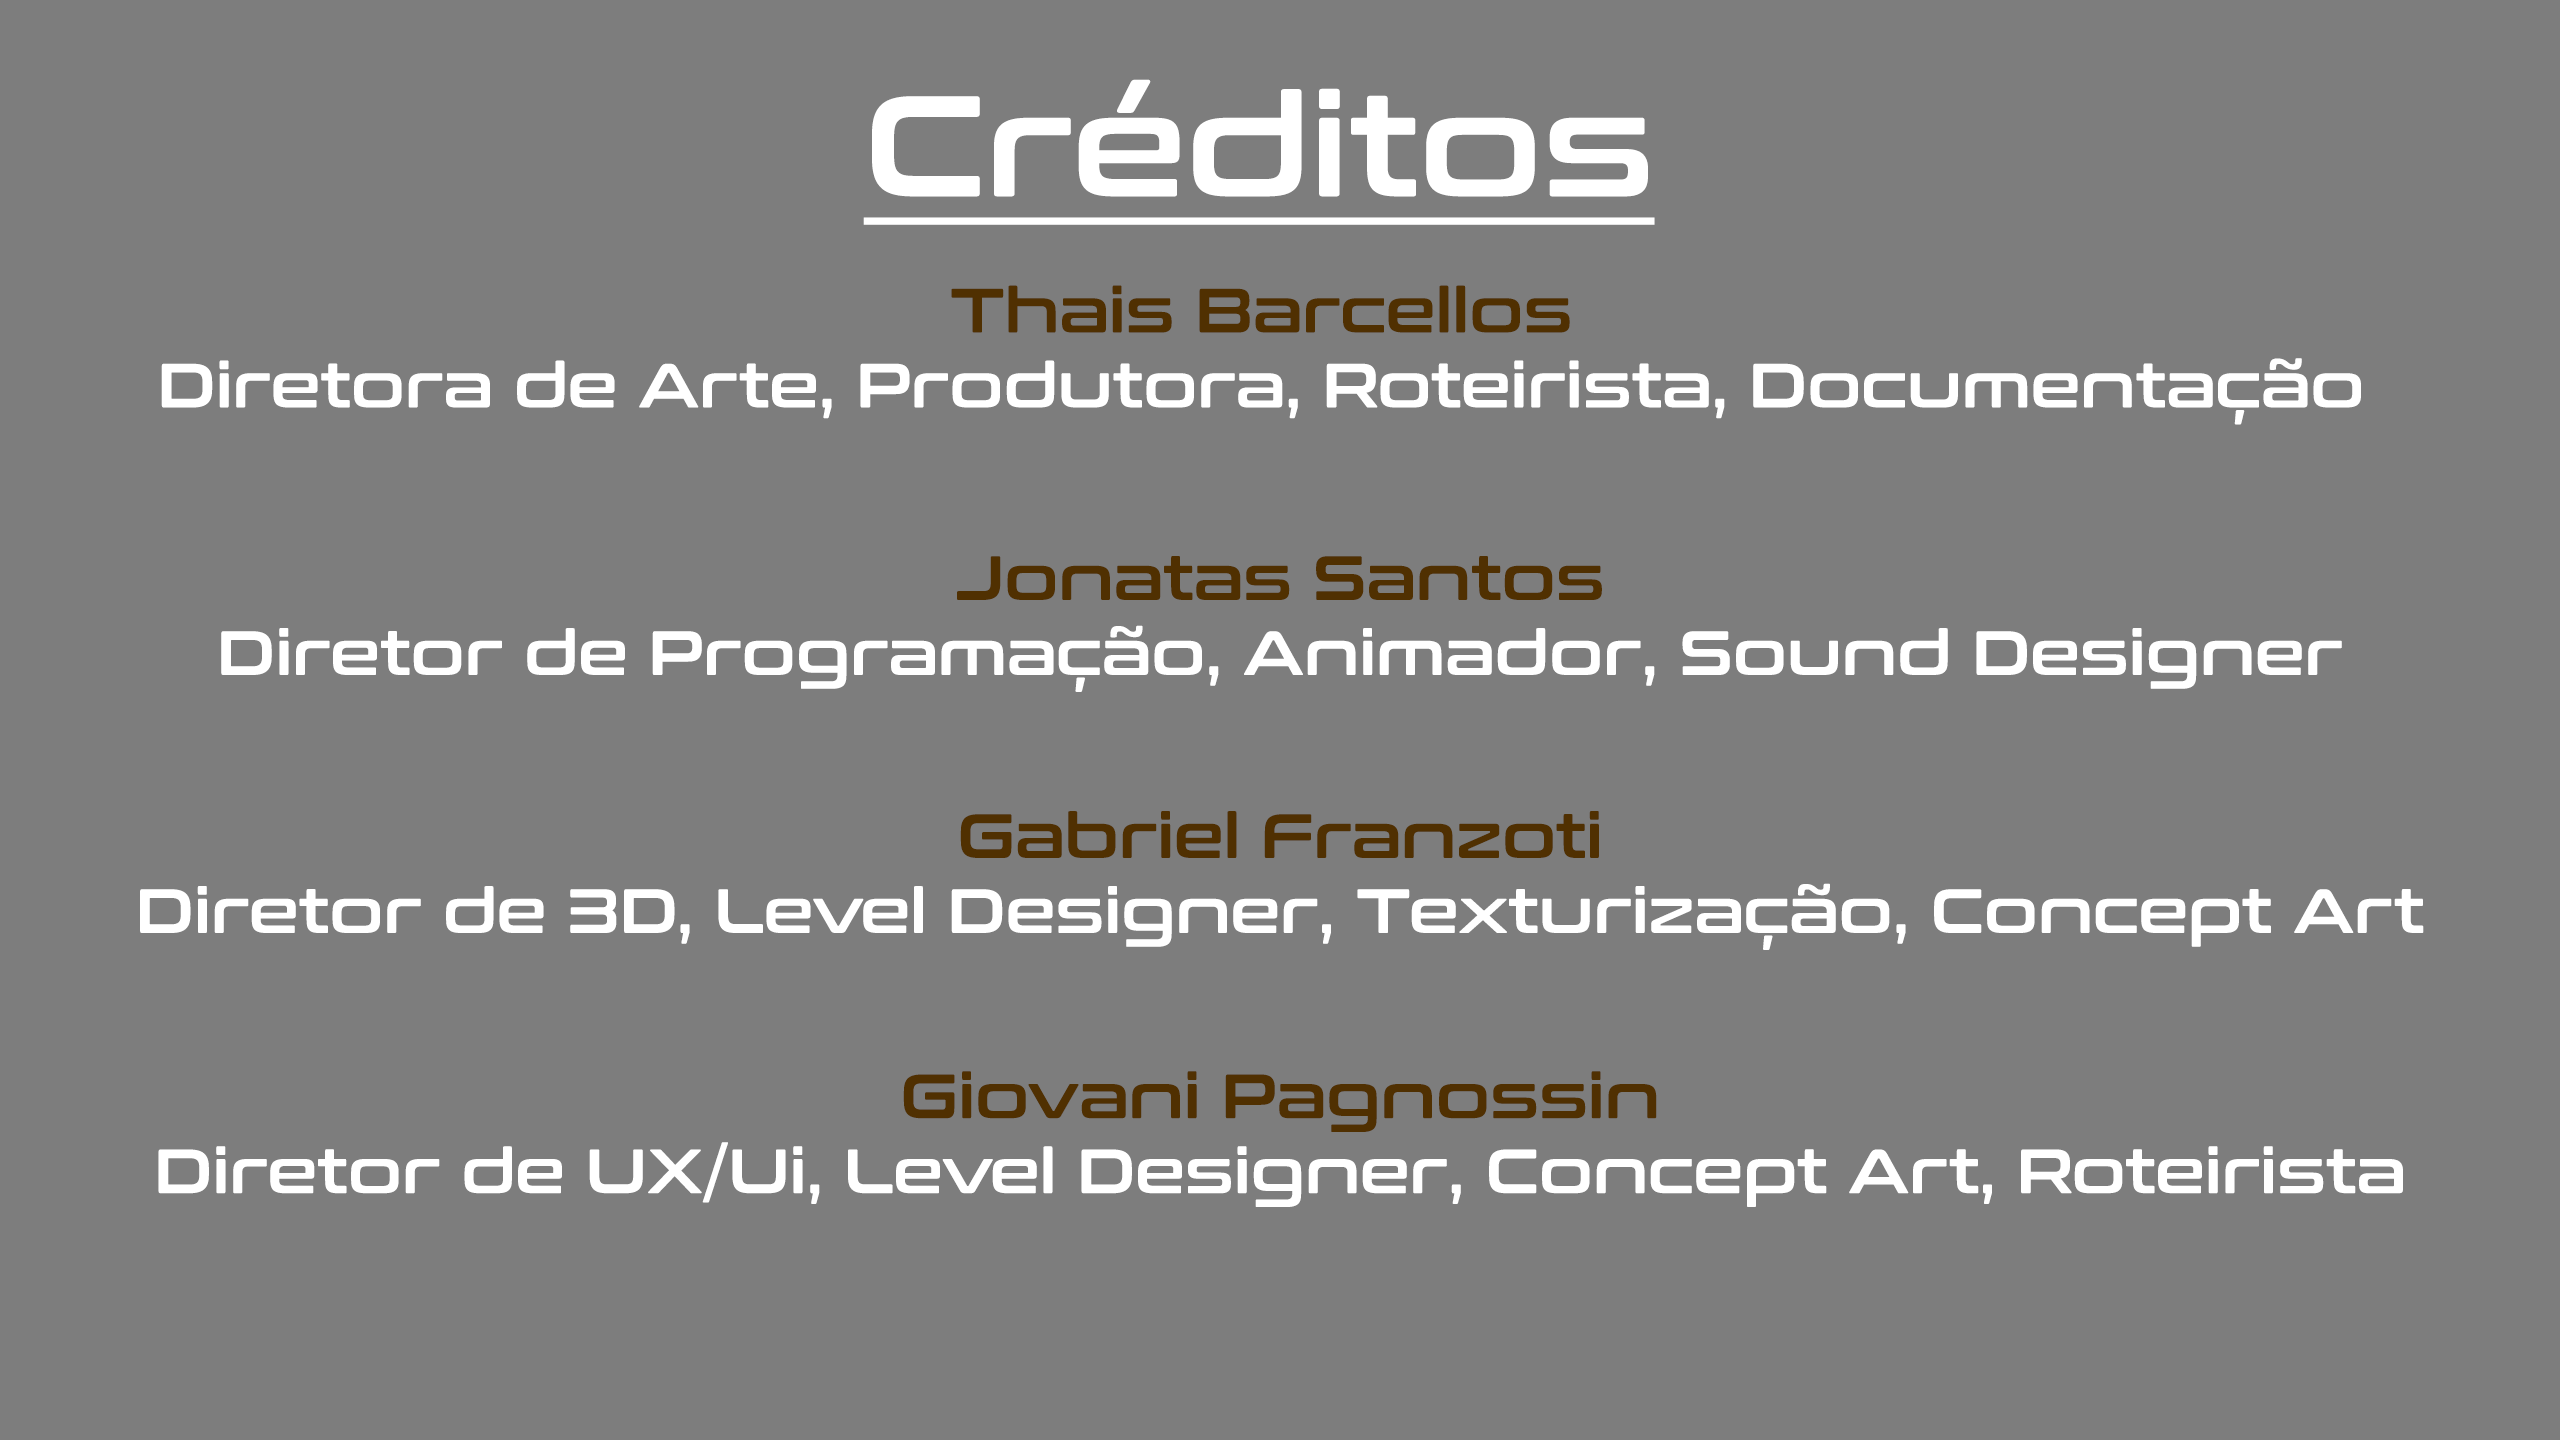 Créditos
Thais Barcellos
Diretora de Arte, Produtora, Roteirista, Documentação
Jonatas Santos
Diretor de Programação, Animador, Sound Designer
Gabriel Franzoti
Diretor de 3D, Level Designer, Texturização, Concept Art
Giovani Pagnossin
Diretor de UX/Ui, Level Designer, Concept Art, Roteirista